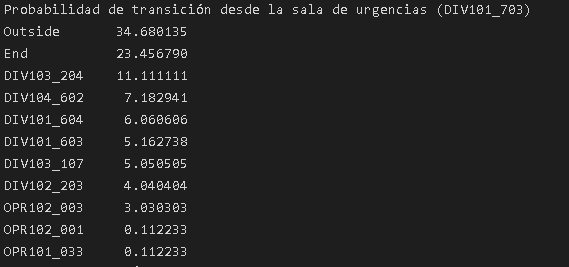 Probabilidad de transición desde la sala de urgencias (DIV101_703)
Outside 34.680135
End 23.456790
DIV103_204 11.111111
DIV104_602 7.182941
DIV101_604 6.060606
DIV101_603 5.162738
DIV103_107 5.050505
DIV102_203 4.040404
OPR102_003 3.030303
OPR102_001 0.112233
OPR101_033 0.112233